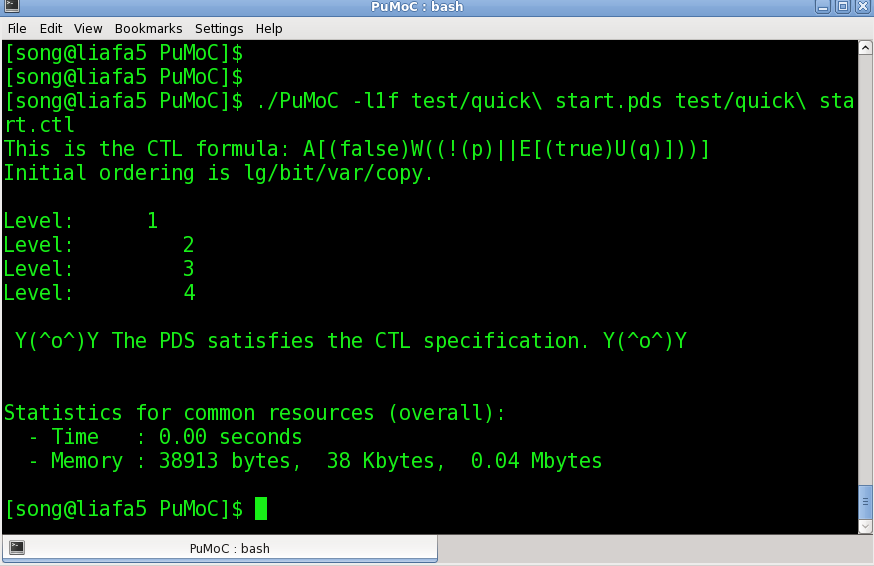 PuMoC : bash
File Edit View Bookmarks Settings Help
[song@liafa5 PuMoC]$
[song@liafa5 PuMoC]$
[song@liafa5 PuMoC]$ ./PuMoC -l1f test/quick\ start.pds test/quick\ sta
rt.ctl
This is the CTL formula: A[(false)W((!(p)||E[(true)U(q)]))]
Initial ordering is lg/bit/var/copy.
Level:      1
Level:         2
Level:         3
Level:         4
Y(^o^)Y The PDS satisfies the CTL specification. Y(^o^)Y
Statistics for common resources (overall):
- Time   : 0.00 seconds
- Memory : 38913 bytes,  38 Kbytes,  0.04 Mbytes
[song@liafa5 PuMoC]$
PuMoC : bash